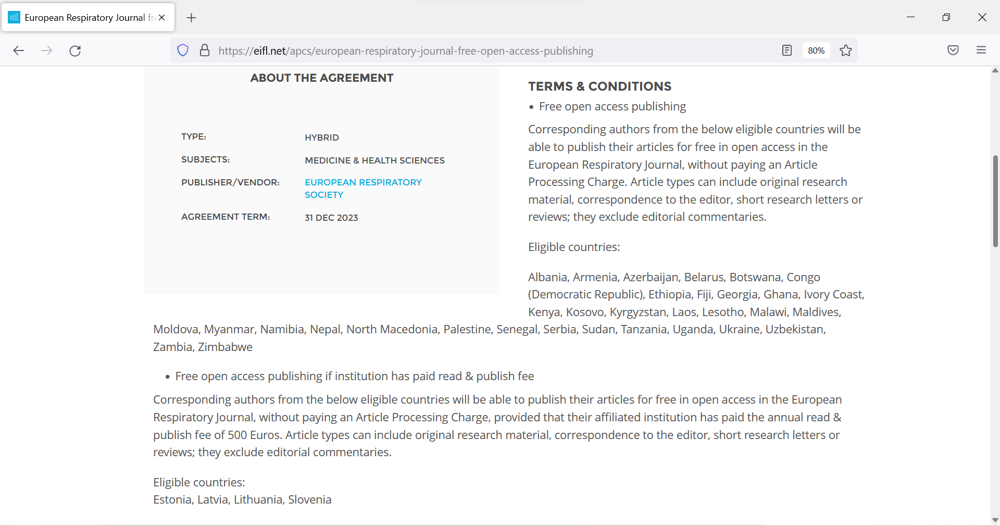 eifl European Respiratory Journal fre
https://eifl.net/apcs/european-respiratory-journal-free-open-access-publishing
80%
ABOUT THE AGREEMENT
TYPE: HYBRID
SUBJECTS: MEDICINE & HEALTH SCIENCES
PUBLISHER/VENDOR: EUROPEAN RESPIRATORY
SOCIETY
AGREEMENT TERM: 31 DEC 2023
TERMS & CONDITIONS
• Free open access publishing
Corresponding authors from the below eligible countries will be
able to publish their articles for free in open access in the
European Respiratory Journal, without paying an Article
Processing Charge. Article types can include original research
material, correspondence to the editor, short research letters or
reviews; they exclude editorial commentaries.
Eligible countries:
Albania, Armenia, Azerbaijan, Belarus, Botswana, Congo
(Democratic Republic), Ethiopia, Fiji, Georgia, Ghana, Ivory Coast,
Kenya, Kosovo, Kyrgyzstan, Laos, Lesotho, Malawi, Maldives,
Moldova, Myanmar, Namibia, Nepal, North Macedonia, Palestine, Senegal, Serbia, Sudan, Tanzania, Uganda, Ukraine, Uzbekistan,
Zambia, Zimbabwe
• Free open access publishing if institution has paid read & publish fee
Corresponding authors from the below eligible countries will be able to publish their articles for free in open access in the European
Respiratory Journal, without paying an Article Processing Charge, provided that their affiliated institution has paid the annual read &
publish fee of 500 Euros. Article types can include original research material, correspondence to the editor, short research letters or
reviews; they exclude editorial commentaries.
Eligible countries:
Estonia, Latvia, Lithuania, Slovenia